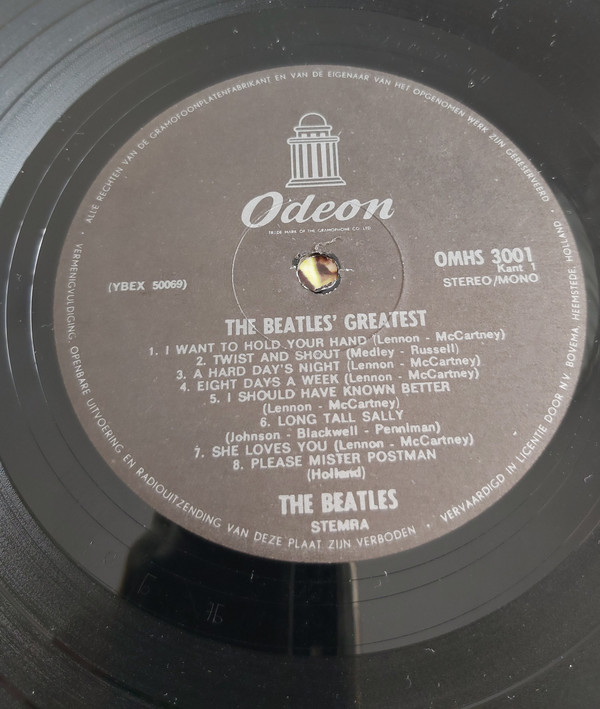 ALLE RECHTEN VAN DE GRAMOFOONPLATENFABRIKANT EN VAN DE EIGENAAR VAN HET OPGENOMEN WERK ZIJN GERESERVEERD
Odeon
TRADE MARK OF THE GRAMOPHONE CO. LTD.
OMHS 3001
Kant 1
(YBEX 50069)
STEREO/MONO
THE BEATLES' GREATEST
1. I WANT TO HOLD YOUR HAND (Lennon - McCartney)
2. TWIST AND SHOUT (Medley - Russell)
3. A HARD DAY'S NIGHT (Lennon - McCartney)
4. EIGHT DAYS A WEEK (Lennon - McCartney)
5. I SHOULD HAVE KNOWN BETTER
(Lennon - McCartney)
6. LONG TALL SALLY
(Johnson - Blackwell - Penniman)
7. SHE LOVES YOU (Lennon - McCartney)
8. PLEASE MISTER POSTMAN
(Holland)
THE BEATLES
STEMRA
VERMENIGVULDIGING, OPENBARE UITVOERING EN RADIOUITZENDING VAN DEZE PLAAT ZIJN VERBODEN
VERVAARDIGD IN LICENTIE DOOR N.V. BOVEMA, HEEMSTEDE, HOLLAND